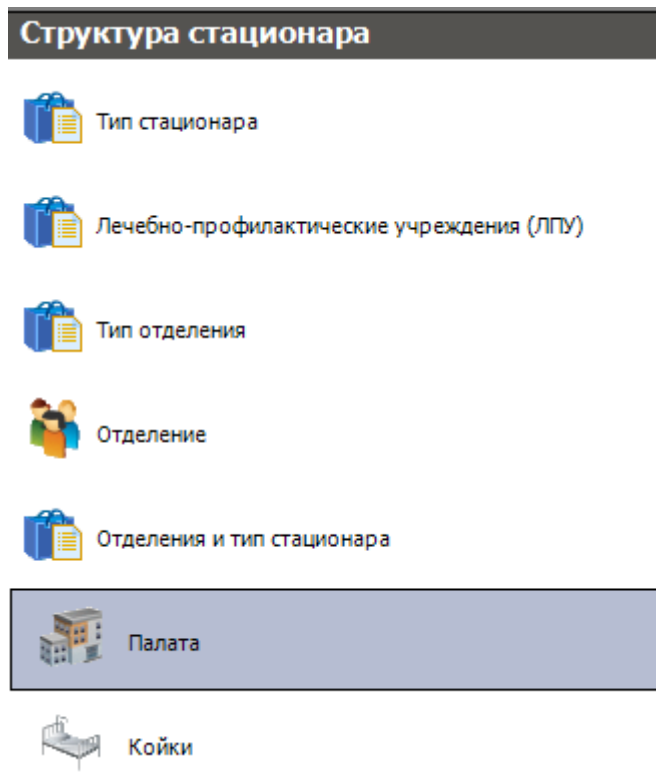 Структура стационара
Тип стационара
Лечебно-профилактические учреждения (ЛПУ)
Тип отделения
Отделение
Отделения и тип стационара
Палата
Койки